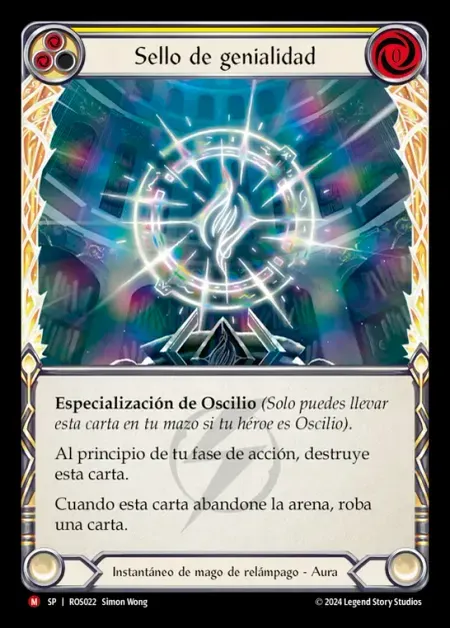 Sello de genialidad
0
Especialización de Oscilio (Solo puedes llevar
esta carta en tu mazo si tu héroe es Oscilio).
Al principio de tu fase de acción, destruye
esta carta.
Cuando esta carta abandone la arena, roba
una carta.
Instantáneo de mago de relámpago - Aura
M SP | ROS022 Simon Wong
© 2024 Legend Story Studios